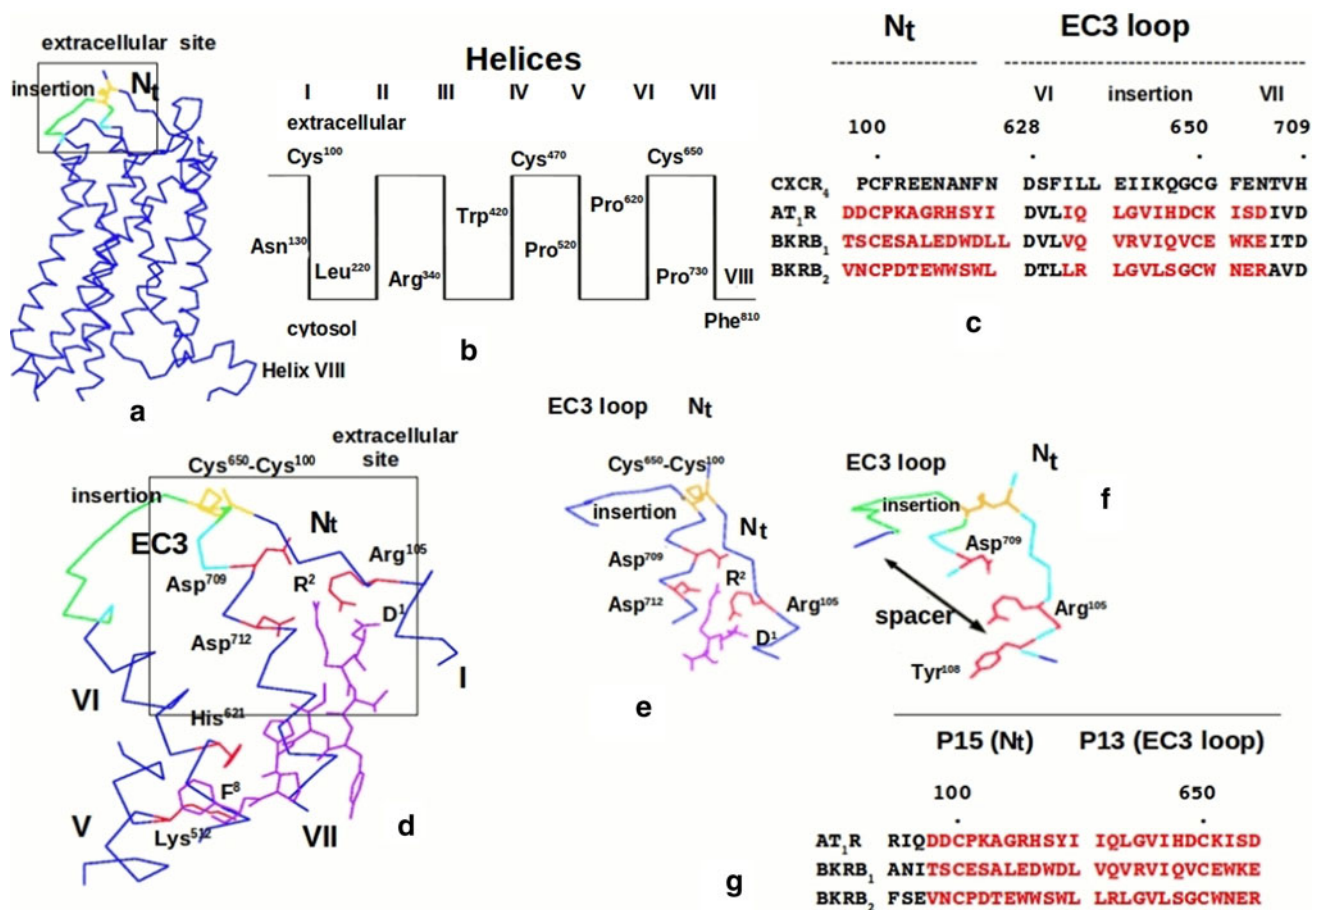 extracellular site
insertion
Nt
Helix VIII
a
Helices
I II III IV V VI VII
extracellular
Cys100 Cys470 Cys650
Asn130 Leu220 Arg340 Trp420 Pro520 Pro620 Pro730 VIII
Phe810
cytosol
b
Nt EC3 loop
VI insertion VII
100 628 650 709
CXCR4 PCFREENANFN DSFILL EIIKQGCG FENTVH
AT1R DDCPKAGRHSYI DVLIQ LGVIHDCK ISDIVD
BKRB1 TSCESALEDWDLL DVLVQ VRVIQVCE WKEITD
BKRB2 VNCPDTEWWSWL DTLLR LGVLSGCW NERAVD
c
extracellular
site
Cys650-Cys100
insertion
Nt
EC3
Arg105
Asp709
R2
D1
Asp712
I
VI
His621
F8
V
Lys512
VII
d
EC3 loop Nt
Cys650-Cys100
insertion
Nt
Asp709
R2
Asp712
Arg105
D1
e
EC3 loop
Nt
f
insertion
Asp709
spacer
Arg105
Tyr108
P15 (Nt) P13 (EC3 loop)
100 650
AT1R RIQDDCPKAGRHSYI IQLGVIHDCKISD
BKRB1 ANITSCESALEDWDL VQVRVIQVCEWKE
BKRB2 FSEVNCPDTEWWSWL LRLGVLSGCWNER
g